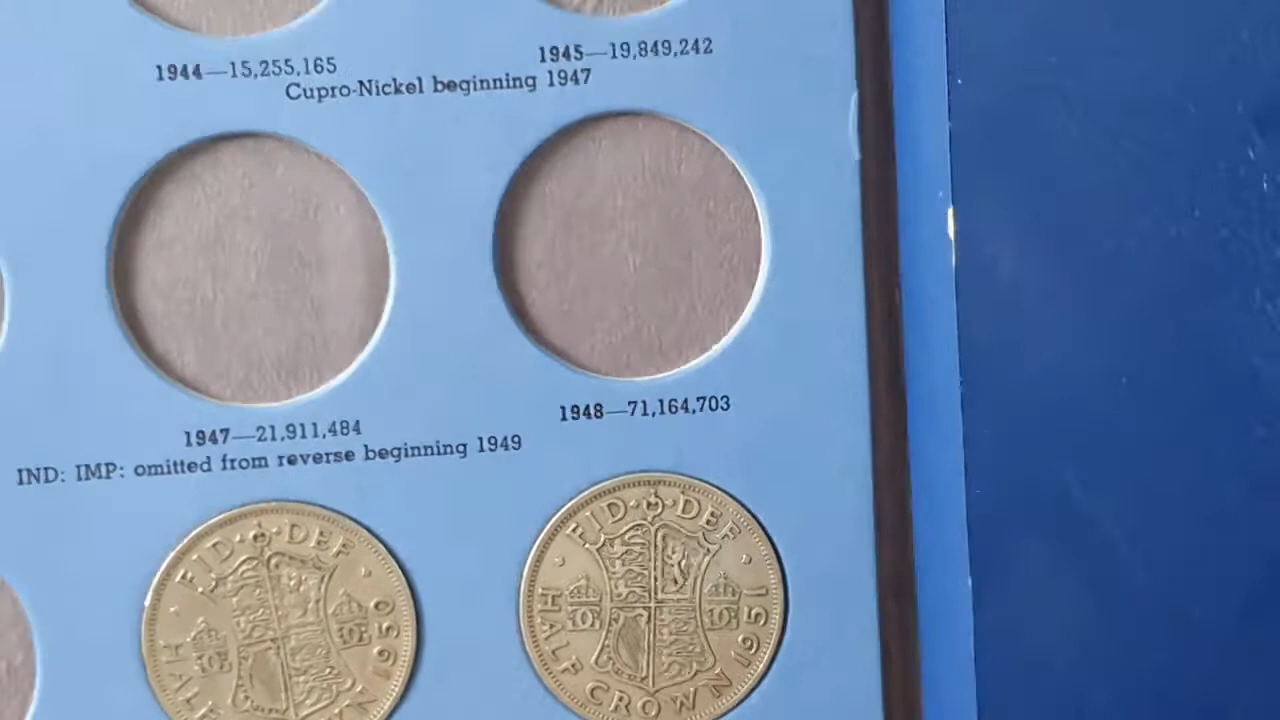 1944—15,255,165
1945—19,849,242
Cupro-Nickel beginning 1947
1947—21,911,484
1948—71,164,703
IND: IMP: omitted from reverse beginning 1949
FID · DEF
HALF CROWN 1950
FID · DEF
HALF CROWN 1951